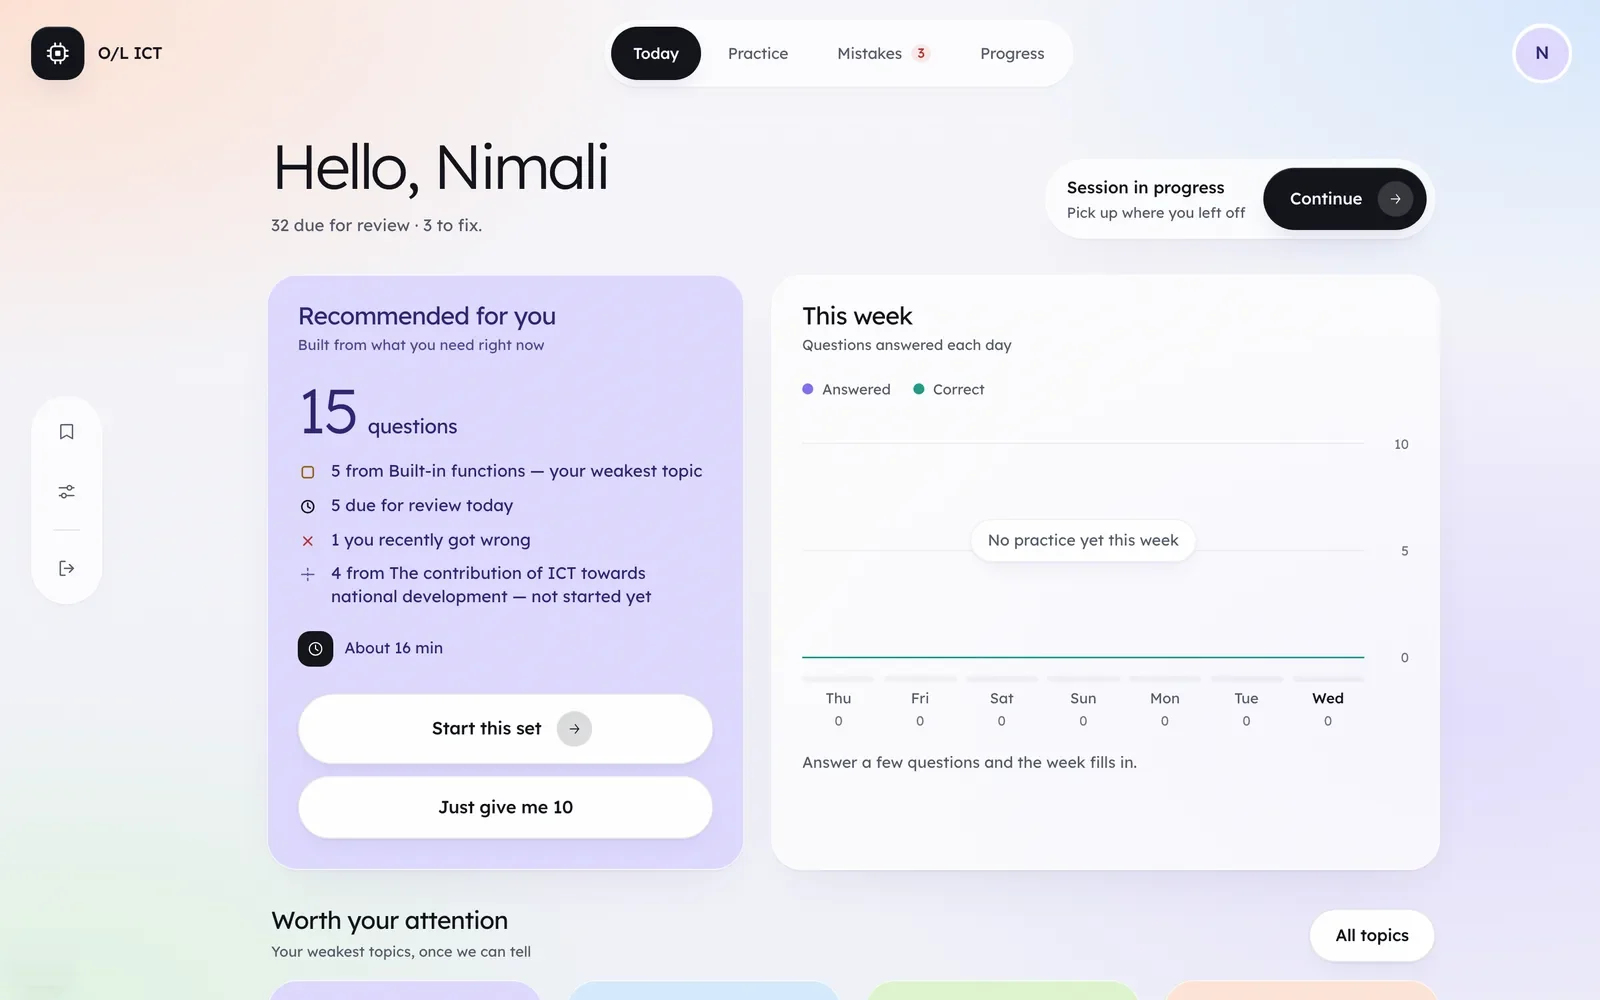 O/L ICT
Today
Practice
Mistakes 3
Progress
N
Hello, Nimali
32 due for review · 3 to fix.
Session in progress
Pick up where you left off
Continue →
Recommended for you
Built from what you need right now
15 questions
5 from Built-in functions — your weakest topic
5 due for review today
1 you recently got wrong
4 from The contribution of ICT towards
national development — not started yet
About 16 min
Start this set →
Just give me 10
This week
Questions answered each day
Answered
Correct
10
5
0
No practice yet this week
Thu Fri Sat Sun Mon Tue Wed
0 0 0 0 0 0 0
Answer a few questions and the week fills in.
Worth your attention
Your weakest topics, once we can tell
All topics